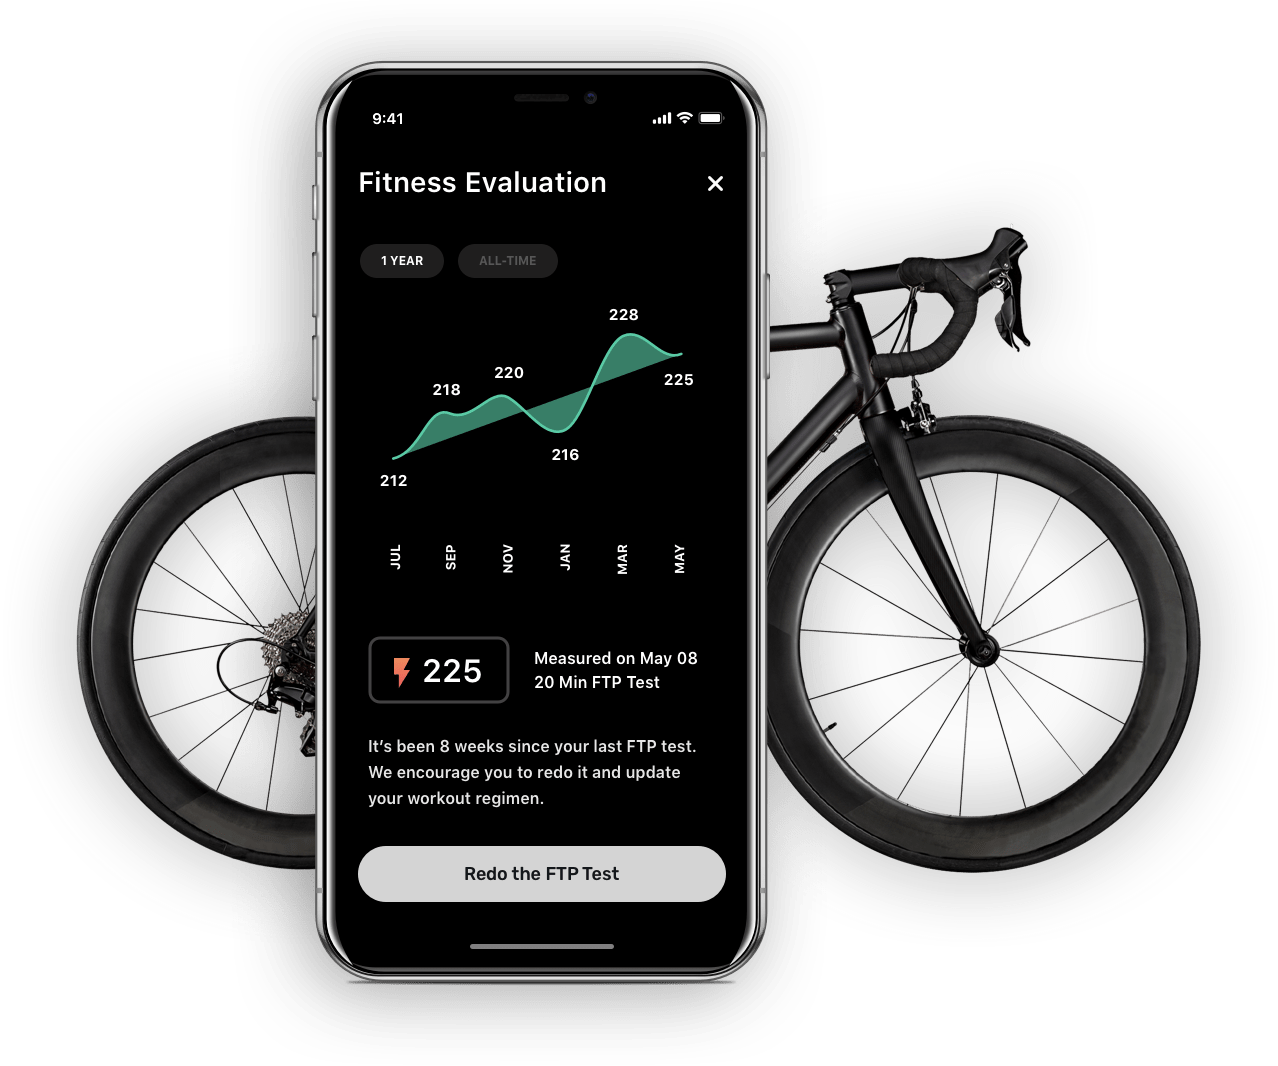 9:41
Fitness Evaluation
1 YEAR
ALL-TIME
228
220
218
225
216
212
JUL
SEP
NOV
JAN
MAR
MAY
225
Measured on May 08
20 Min FTP Test
It’s been 8 weeks since your last FTP test.
We encourage you to redo it and update
your workout regimen.
Redo the FTP Test